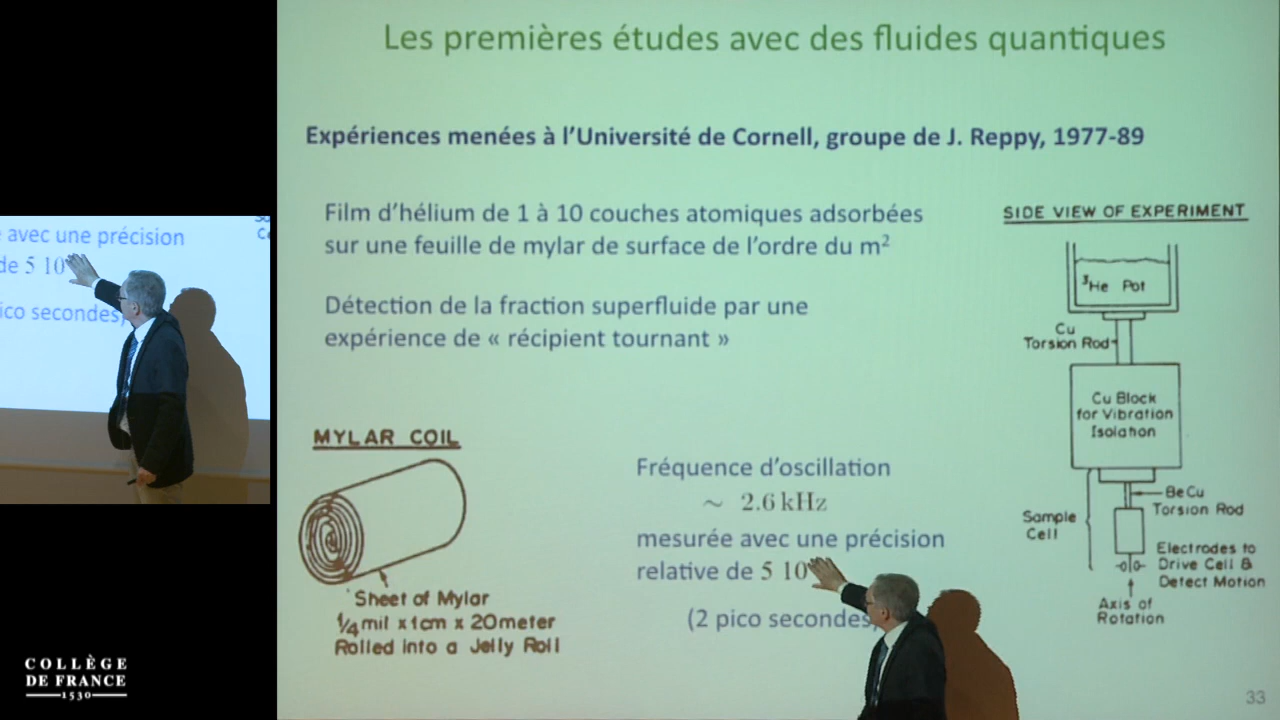 Les premières études avec des fluides quantiques
Expériences menées à l'Université de Cornell, groupe de J. Reppy, 1977-89
Film d'hélium de 1 à 10 couches atomiques adsorbées
sur une feuille de mylar de surface de l'ordre du m²
Détection de la fraction superfluide par une
expérience de « récipient tournant »
MYLAR COIL
Sheet of Mylar
1/4 mil x 1cm x 20meter
Rolled into a Jelly Roll
Fréquence d'oscillation
~ 2.6 kHz
mesurée avec une précision
relative de 5 10
(2 pico secondes)
SIDE VIEW OF EXPERIMENT
³He Pot
Cu
Torsion Rod
Cu Block
for Vibration
Isolation
BeCu
Torsion Rod
Sample
Cell
Electrodes to
Drive Cell &
Detect Motion
Axis of
Rotation
33
avec une précision
de 5 10
ico secondes)
COLLÈGE
DE FRANCE
1530